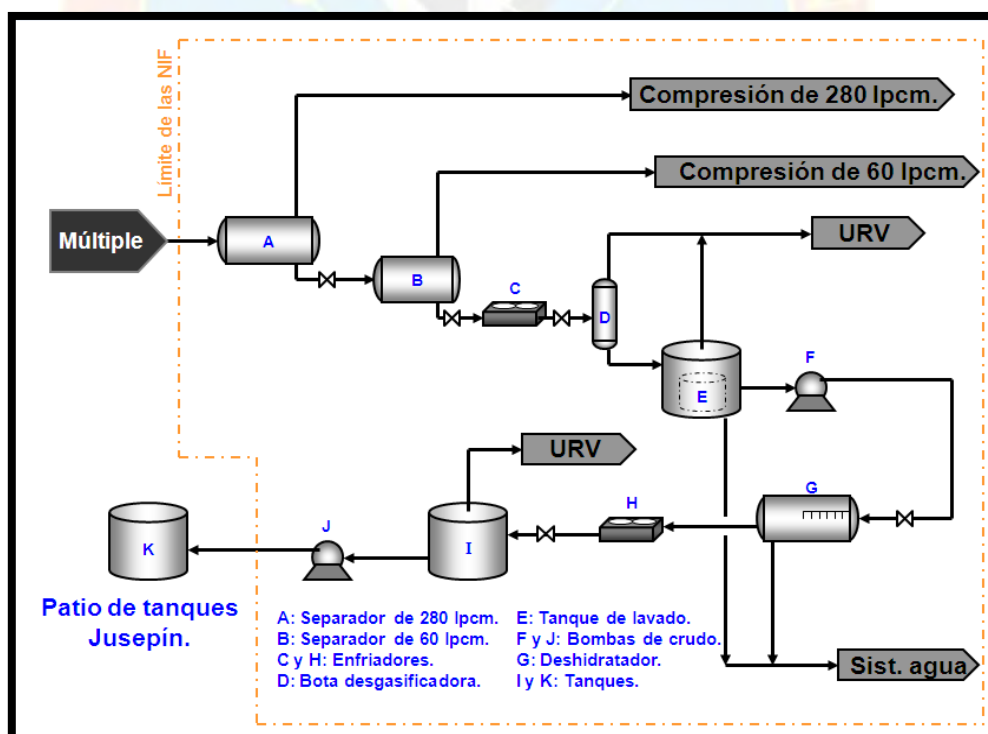 Límite de las NIF
Compresión de 280 lpcm.
Compresión de 60 lpcm.
Múltiple
URV
A
B
C
D
E
F
URV
G
H
I
J
K
Patio de tanques
Jusepín.
A: Separador de 280 lpcm.
B: Separador de 60 lpcm.
C y H: Enfriadores.
D: Bota desgasificadora.
E: Tanque de lavado.
F y J: Bombas de crudo.
G: Deshidratador.
I y K: Tanques.
Sist. agua